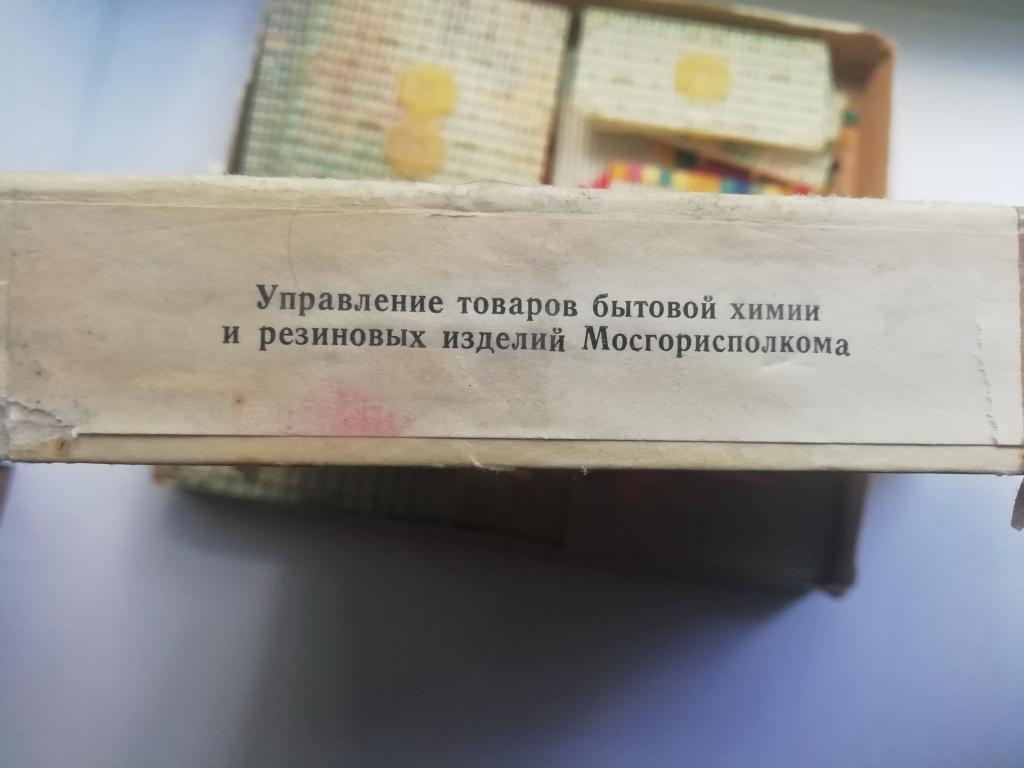 Управление товаров бытовой химии
и резиновых изделий Мосгорисполкома